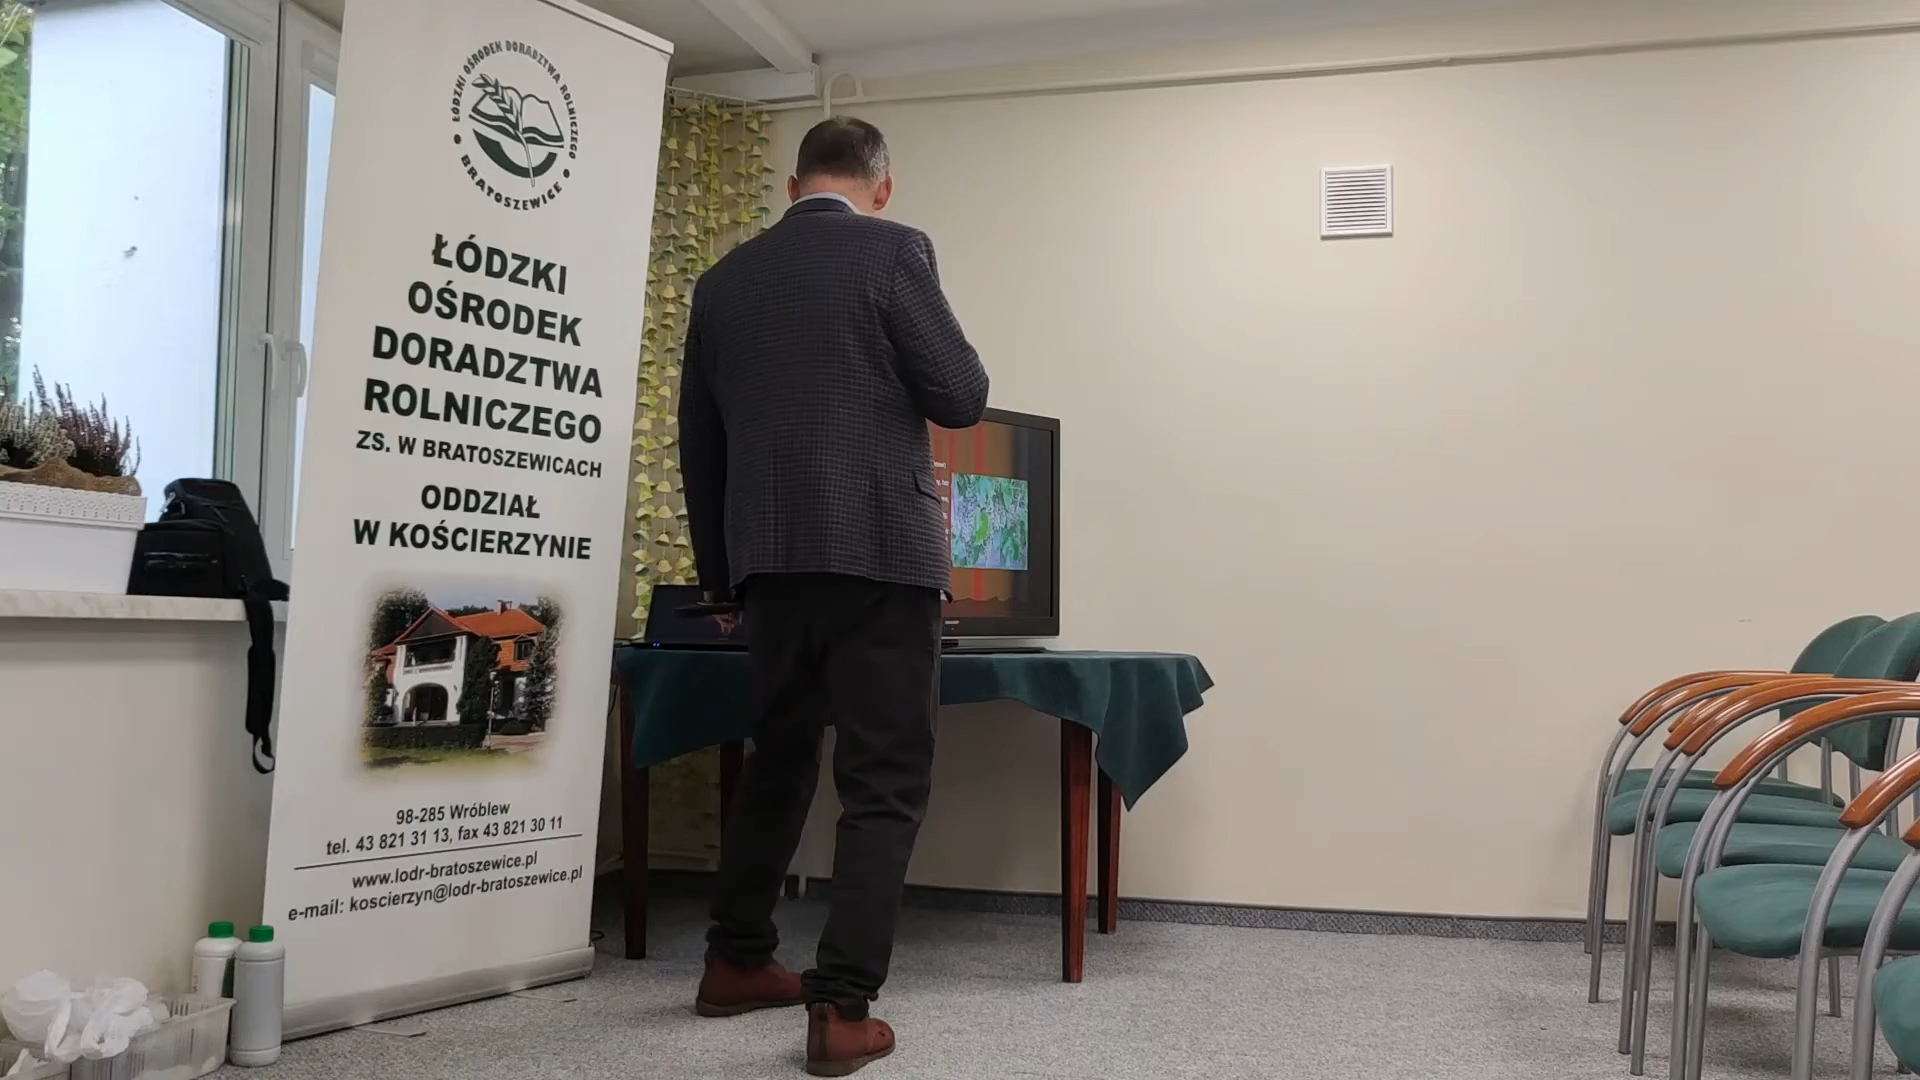 ŁÓDZKI OŚRODEK DORADZTWA ROLNICZEGO
• BRATOSZEWICE •
ŁÓDZKI
OŚRODEK
DORADZTWA
ROLNICZEGO
ZS. W BRATOSZEWICACH
ODDZIAŁ
W KOŚCIERZYNIE
98-285 Wróblew
tel. 43 821 31 13, fax 43 821 30 11
www.lodr-bratoszewice.pl
e-mail: koscierzyn@lodr-bratoszewice.pl